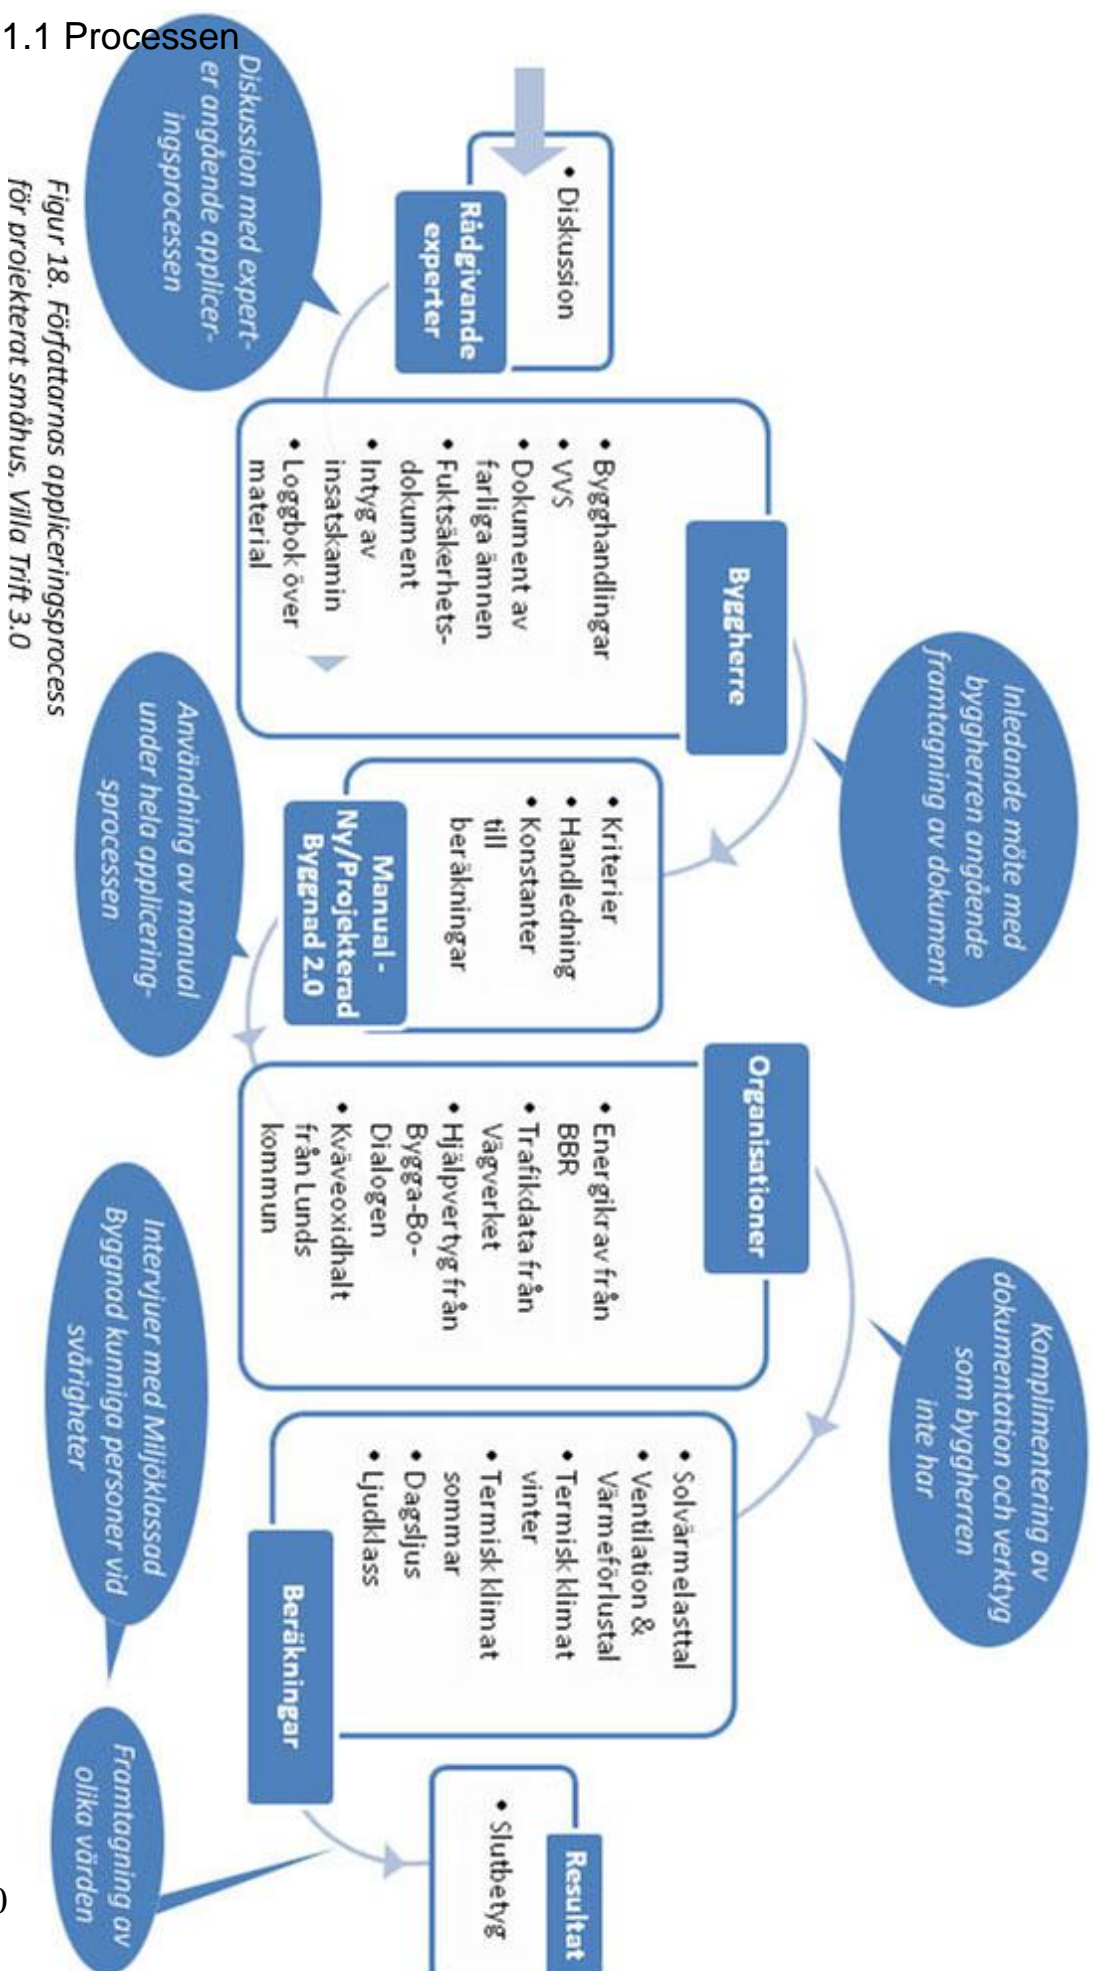 1.1 Processen
Diskussion med expert-
er angående applicer-
ingsprocessen
• Diskussion
Rådgivande
experter
• Bygghandlingar
• VVS
• Dokument av
farliga ämnen
• Fuktsäkerhets-
dokument
• Intyg av
insatskamin
• Loggbok över
material
Byggherre
Inledande möte med
byggherren angående
framtagning av dokument
• Kriterier
• Handledning
• Konstanter
till
beräkningar
Manual -
Ny/Projekterad
Byggnad 2.0
Användning av manual
under hela applicering-
sprocessen
Organisationer
• Energikrav från
BBR
• Trafikdata från
Vägverket
• Hjälpvertyg från
Bygga-Bo-
Dialogen
• Kväveoxidhalt
från Lunds
kommun
Komplimentering av
dokumentation och verktyg
som byggherren
inte har
Intervjuer med Miljöklassad
Byggnad kunniga personer vid
svårigheter
• Solvärmelasttal
• Ventilation &
Värmeförlustal
• Termisk klimat
vinter
• Termisk klimat
sommar
• Dagsljus
• Ljudklass
Beräkningar
Framtagning av
olika värden
Resultat
• Slutbetyg
Figur 18. Författarnas appliceringsprocess
för projekterat småhus, Villa Trift 3.0